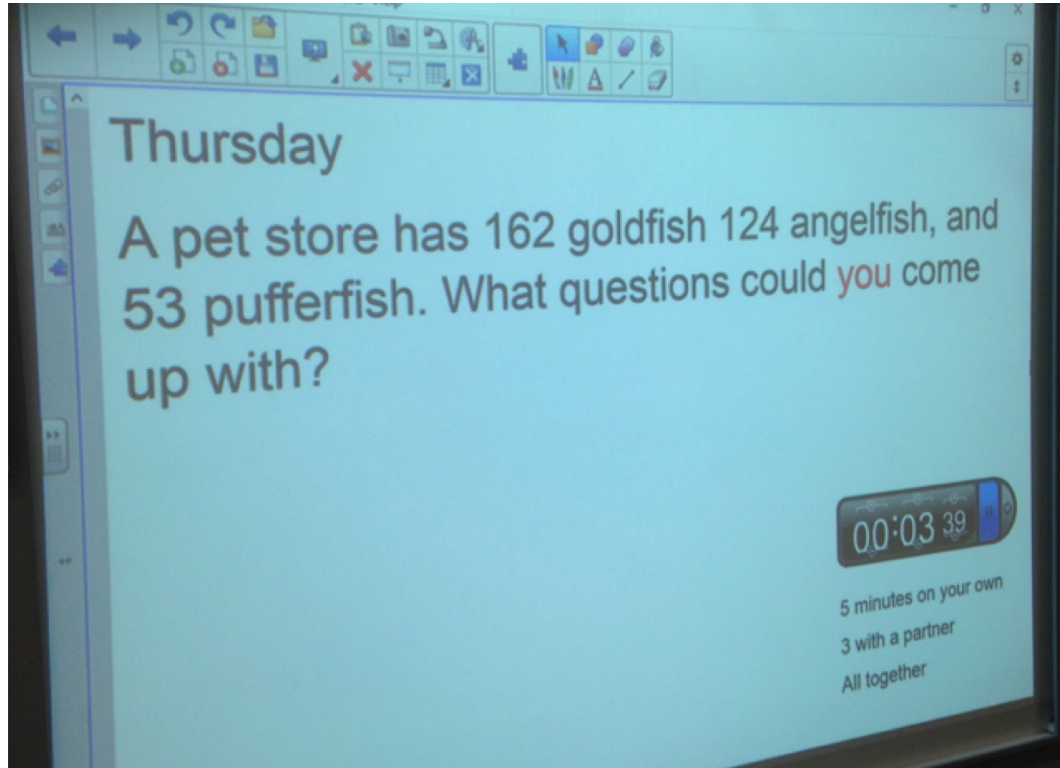 Thursday
A pet store has 162 goldfish 124 angelfish, and
53 pufferfish. What questions could you come
up with?
00:03 39
5 minutes on your own
3 with a partner
All together